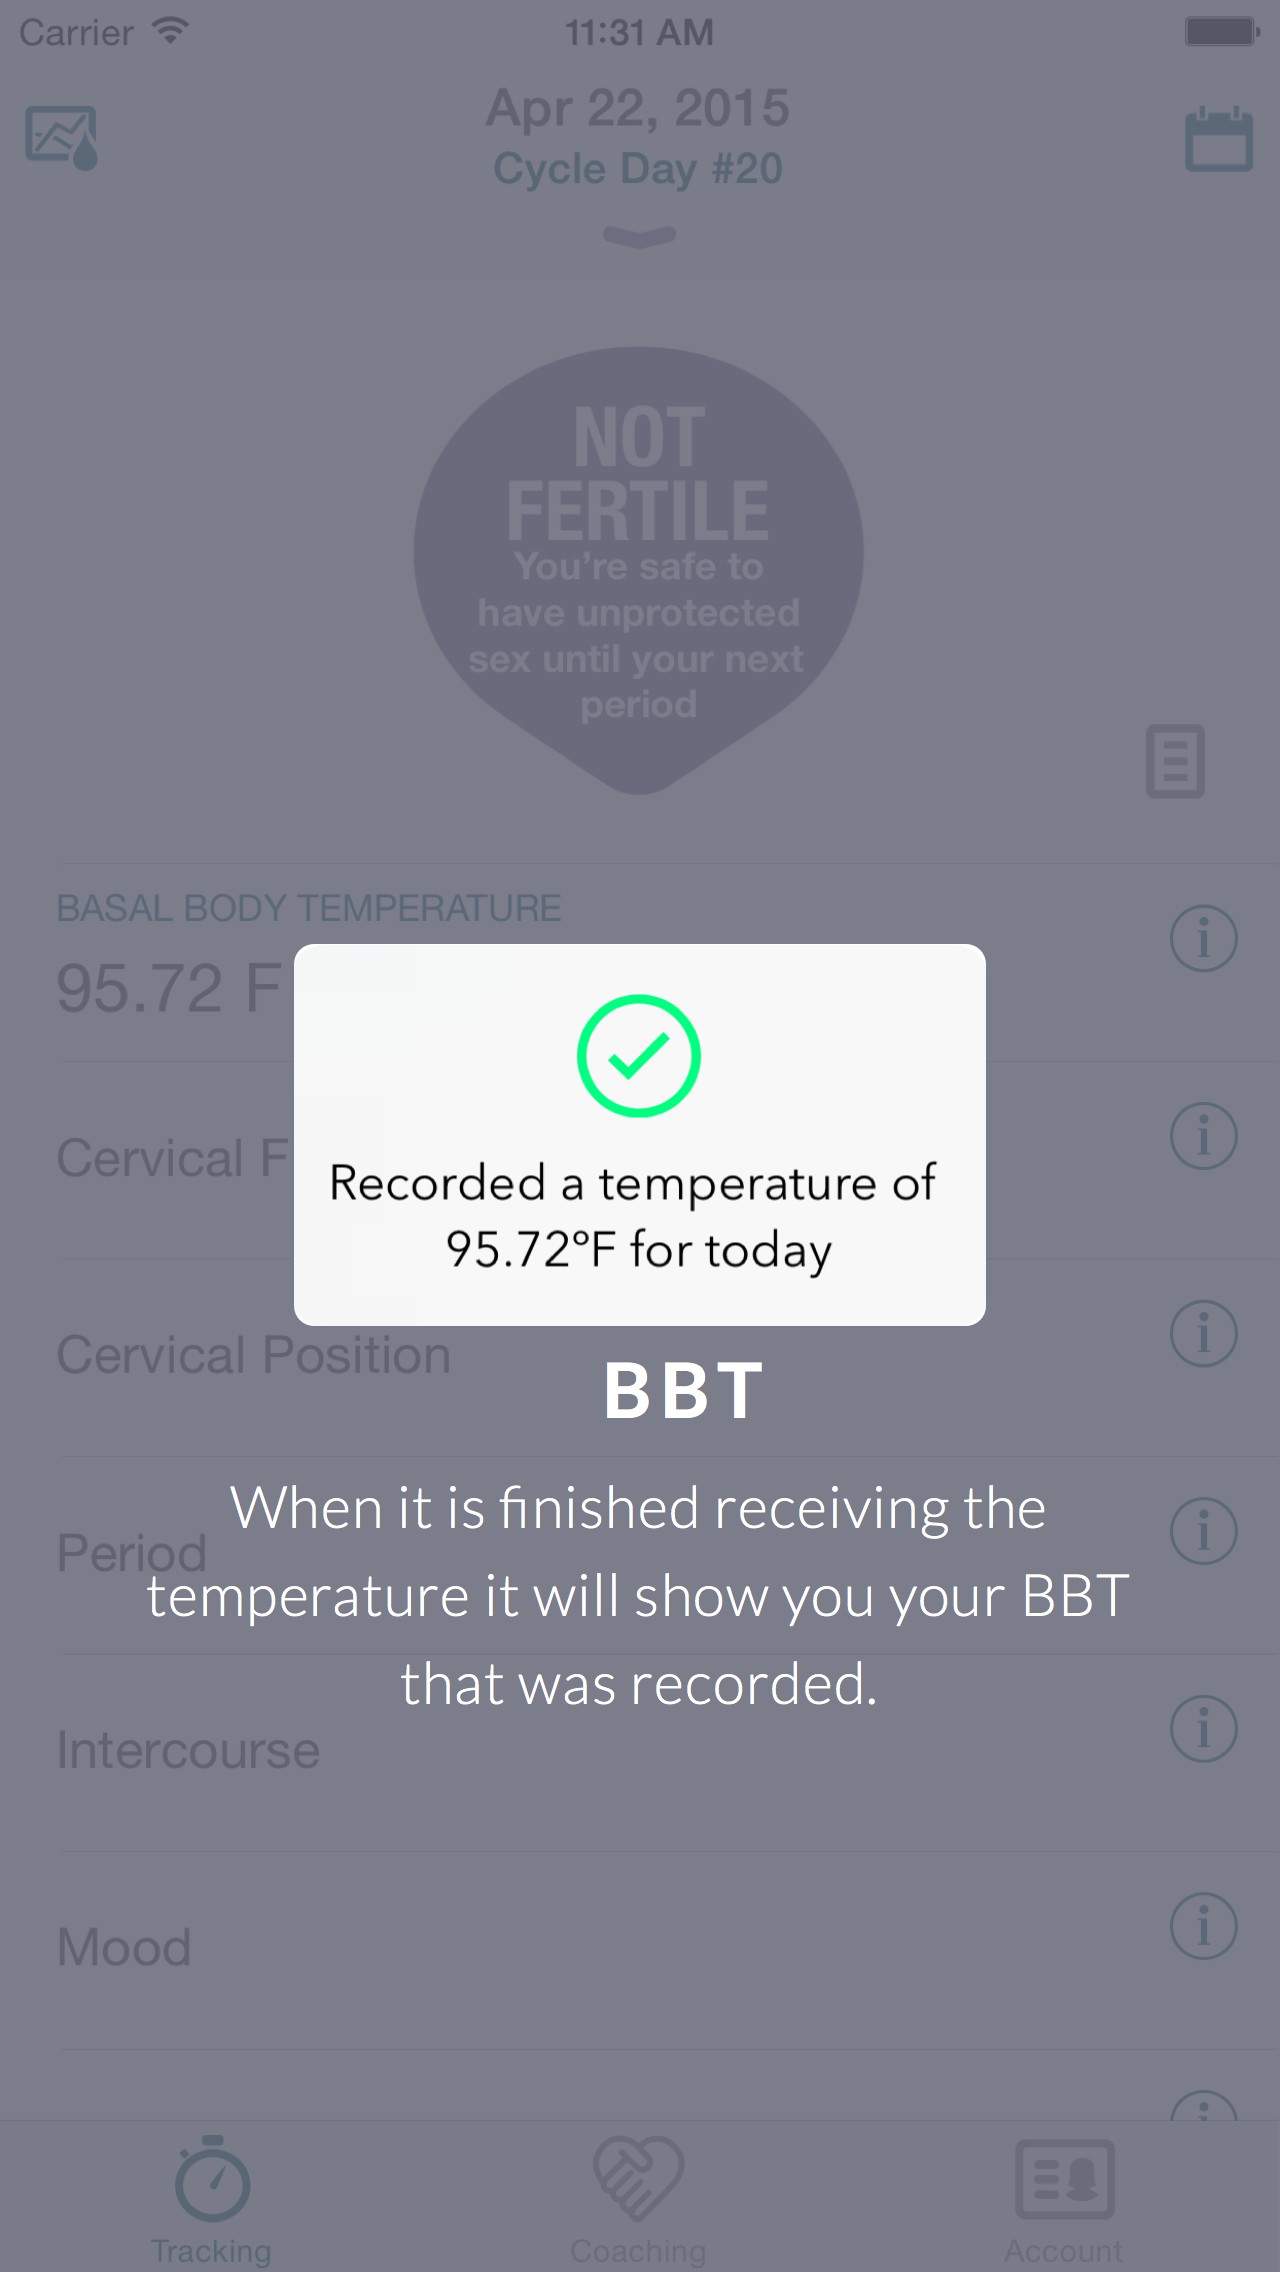 Carrier 11:31 AM
Apr 22, 2015
Cycle Day #20
NOT
FERTILE
You're safe to
have unprotected
sex until your next
period
BASAL BODY TEMPERATURE
95.72 F
Recorded a temperature of
95.72°F for today
Cervical F
Cervical Position
BBT
When it is finished receiving the
Period
temperature it will show you your BBT
that was recorded.
Intercourse
Mood
Tracking Coaching Account